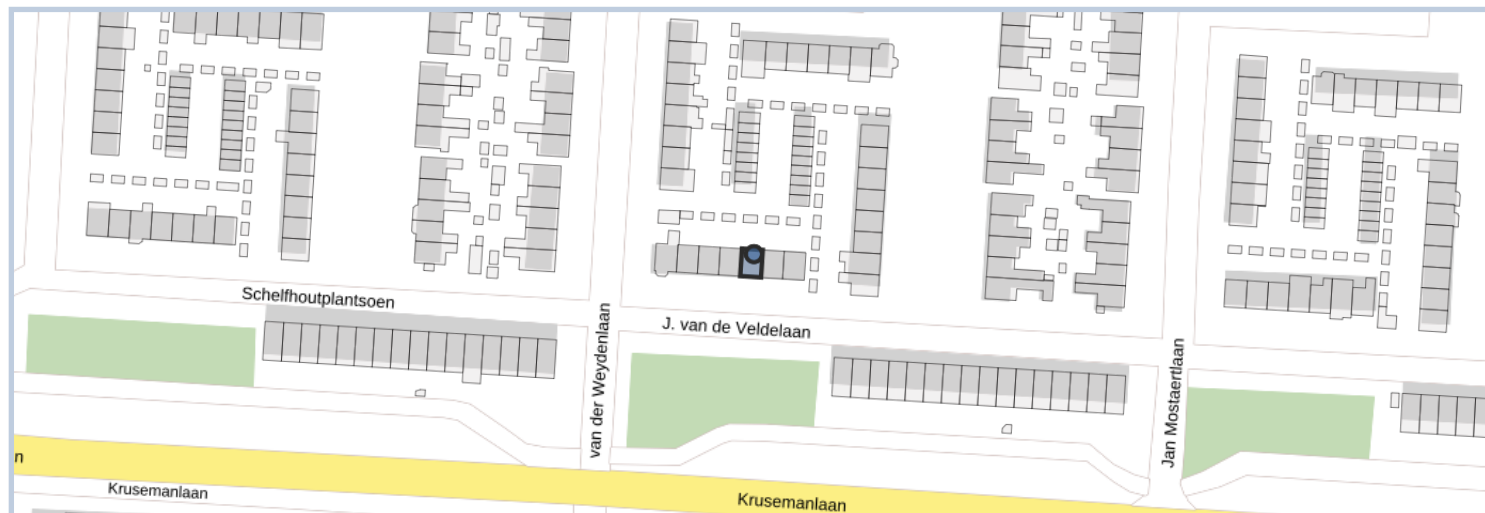 Schelfhoutplantsoen
J. van de Veldelaan
van der Weydenlaan
Jan Mostaertlaan
n
Krusemanlaan
Krusemanlaan